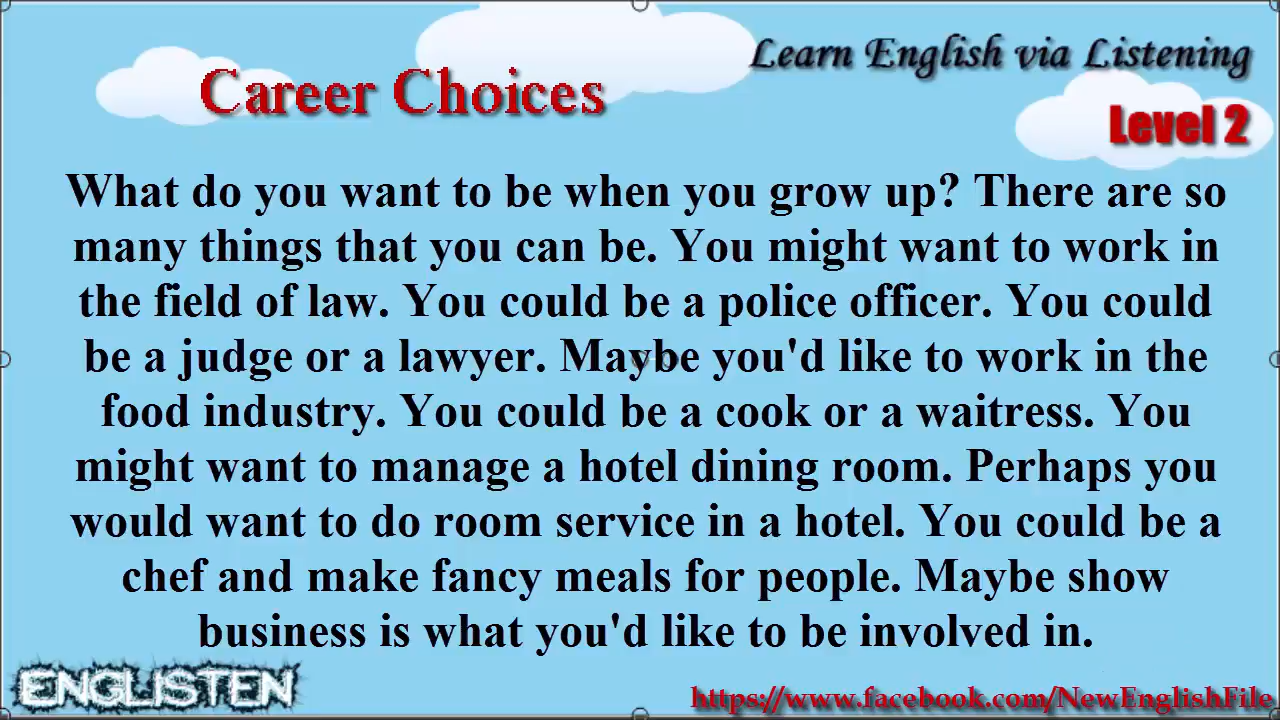 Learn English via Listening
Career Choices
Level 2
What do you want to be when you grow up? There are so
many things that you can be. You might want to work in
the field of law. You could be a police officer. You could
be a judge or a lawyer. Maybe you'd like to work in the
food industry. You could be a cook or a waitress. You
might want to manage a hotel dining room. Perhaps you
would want to do room service in a hotel. You could be a
chef and make fancy meals for people. Maybe show
business is what you'd like to be involved in.
ENGLISTEN
https://www.facebook.com/NewEnglishFile